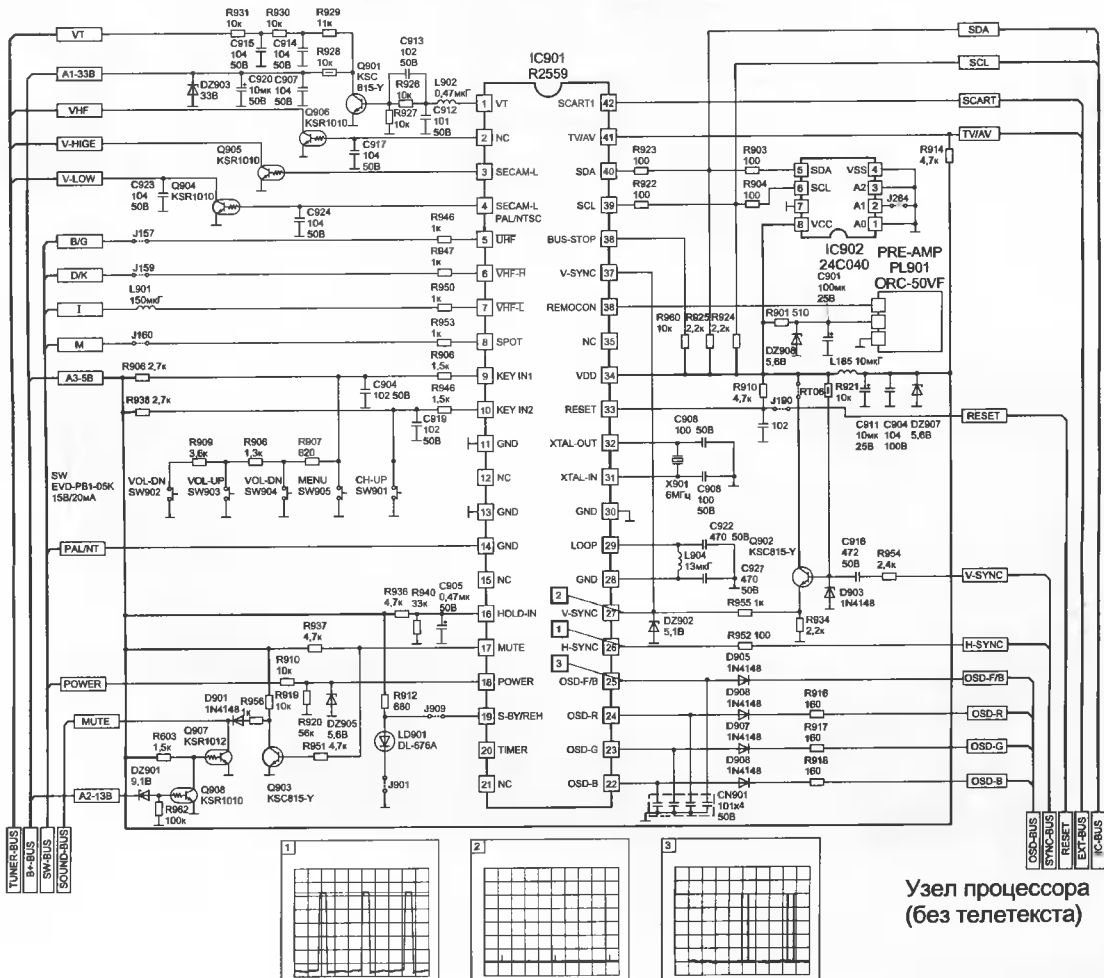 VT
A1-33В
VHF
V-HIGE
V-LOW
B/G
D/K
I
M
A3-5В
PAL/NT
POWER
MUTE
A2-13В
TUNER-BUS
B+-BUS
SW-BUS
SOUND-BUS
R931
10к
R930
10к
R929
11к
C915
104
50В
C914
104
50В
R928
10к
DZ903
33В
C920
10мк
50В
C907
104
50В
Q901
KSC
815-Y
C913
102
50В
R926
10к
R927
10к
L902
0,47мкГ
C912
101
50В
Q906
KSR1010
Q905
KSR1010
C917
104
50В
C923
104
50В
Q904
KSR1010
C924
104
50В
J157
R946
1к
J159
R947
1к
L901
150мкГ
R950
1к
J160
R953
1к
R906 2,7к
R906
1,5к
C904
102 50В
R938 2,7к
R946
1,5к
C919
102
50В
R909
3,6к
R906
1,3к
R907
820
SW
EVD-PB1-05K
15В/20мА
VOL-DN
SW902
VOL-UP
SW903
VOL-DN
SW904
MENU
SW905
CH-UP
SW901
R936
4,7к
R940
33к
C905
0,47мк
50В
R937
4,7к
R910
10к
D901
1N4148
R956
1к
R919
10к
R920
56к
DZ905
5,6В
R912
680
J909
R603
1,5к
Q907
KSR1012
R951 4,7к
LD901
DL-676A
DZ901
9,1В
Q908
KSR1010
Q903
KSC815-Y
J901
R962
100к
IC901
R2559
1 VT
2 NC
3 SECAM-L
4 SECAM-L
PAL/NTSC
5 UHF
6 VHF-H
7 VHF-L
8 SPOT
9 KEY IN1
10 KEY IN2
11 GND
12 NC
13 GND
14 GND
15 NC
16 HOLD-IN
17 MUTE
18 POWER
19 S-BY/REH
20 TIMER
21 NC
SCART1 42
TV/AV 41
SDA 40
SCL 39
BUS-STOP 38
V-SYNC 37
REMOCON 38
NC 35
VDD 34
RESET 33
XTAL-OUT 32
XTAL-IN 31
GND 30
LOOP 29
GND 28
V-SYNC 27
H-SYNC 26
OSD-F/B 25
OSD-R 24
OSD-G 23
OSD-B 22
R923
100
R903
100
R922
100
R904
100
R914
4,7к
5 SDA VSS 4
6 SCL A2 3
7 A1 2
8 VCC A0 1
J264
IC902
24C040
PRE-AMP
PL901
ORC-50VF
C901
100мк
25В
R960
10к
R925
2,2к
R924
2,2к
R901 510
DZ908
5,6В
L185 10мкГ
R910
4,7к
RT06
R921
10к
J190
102
C911
10мк
25В
C904
104
100В
DZ907
5,6В
C908
100 50В
X901
6МГц
C908
100
50В
C922
470 50В
L904
13мкГ
C927
470
50В
Q902
KSC815-Y
C916
472
50В
R954
2,4к
D903
1N4148
2
1
3
DZ902
5,1В
R955 1к
R934
2,2к
R952 100
D905
1N4148
D908
1N4148
R916
160
D907
1N4148
R917
160
D908
1N4148
R918
160
CN901
101x4
50В
SDA
SCL
SCART
TV/AV
RESET
V-SYNC
H-SYNC
OSD-F/B
OSD-R
OSD-G
OSD-B
OSD-BUS
SYNC-BUS
RESET
EXT-BUS
IIC-BUS
1
2
3
Узел процессора
(без телетекста)